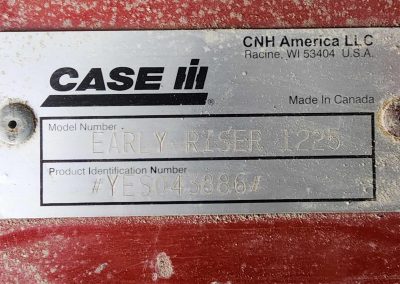 CNH America LLC
Racine, WI 53404 U.S.A.
CASE IH
Made In Canada
Model Number
EARLY RISER 1225
Product Identification Number
#YES043886#